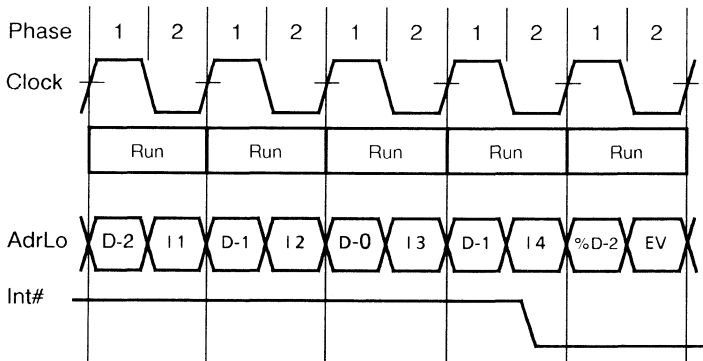 Phase 1 2 1 2 1 2 1 2 1 2
Clock
Run Run Run Run Run
AdrLo D-2 I1 D-1 I2 D-0 I3 D-1 I4 %D-2 EV
Int#